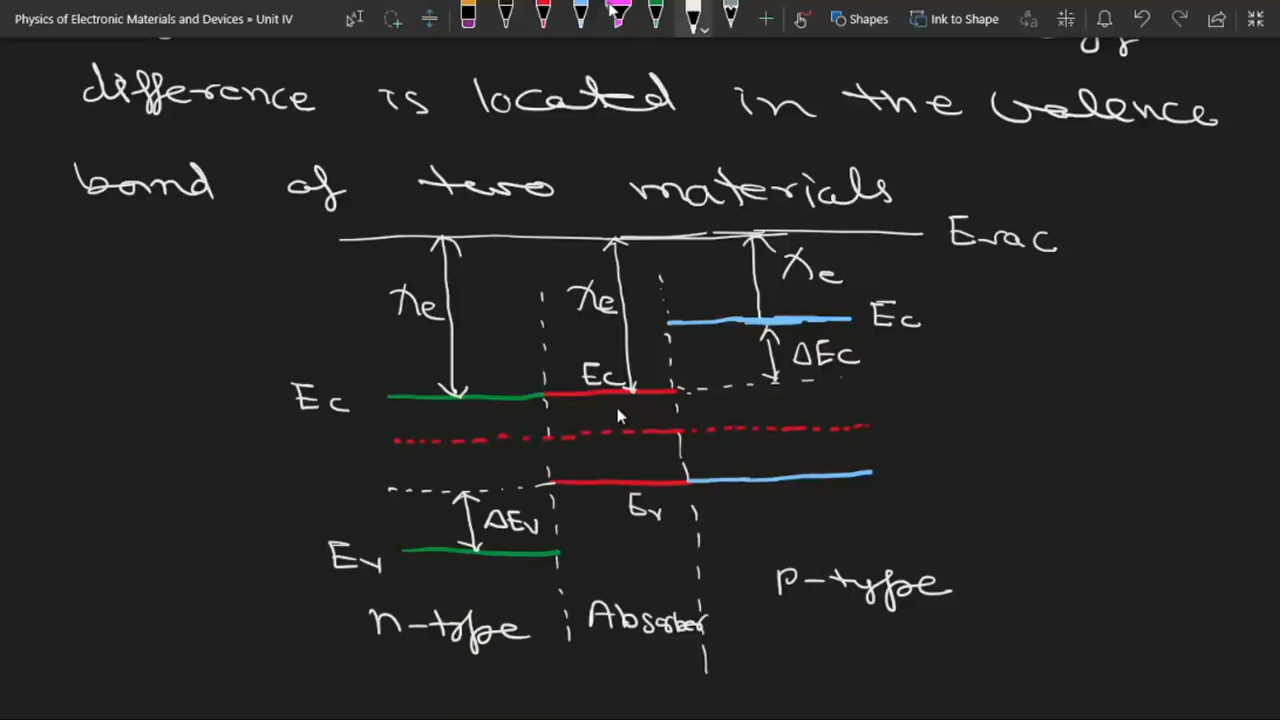 Physics of Electronic Materials and Devices » Unit IV
Shapes
Ink to Shape
difference is located in the valence
band of two materials
Evac
χe χe χe
Ec
ΔEc
Ec
Ec
Ev
ΔEv
Ev
n-type Absorber p-type